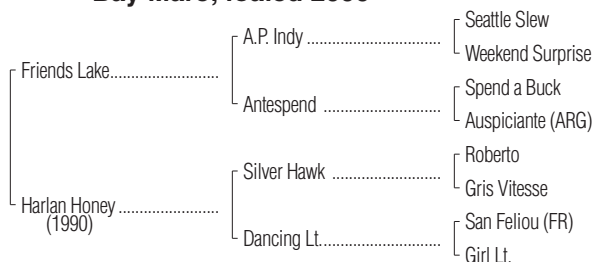 Bay Mare; foaled
Seattle Slew
A.P. Indy
Weekend Surprise
Friends Lake
Spend a Buck
Antespend
Auspiciante (ARG)
Roberto
Silver Hawk
Gris Vitesse
Harlan Honey
(1990)
San Feliou (FR)
Dancing Lt.
Girl Lt.